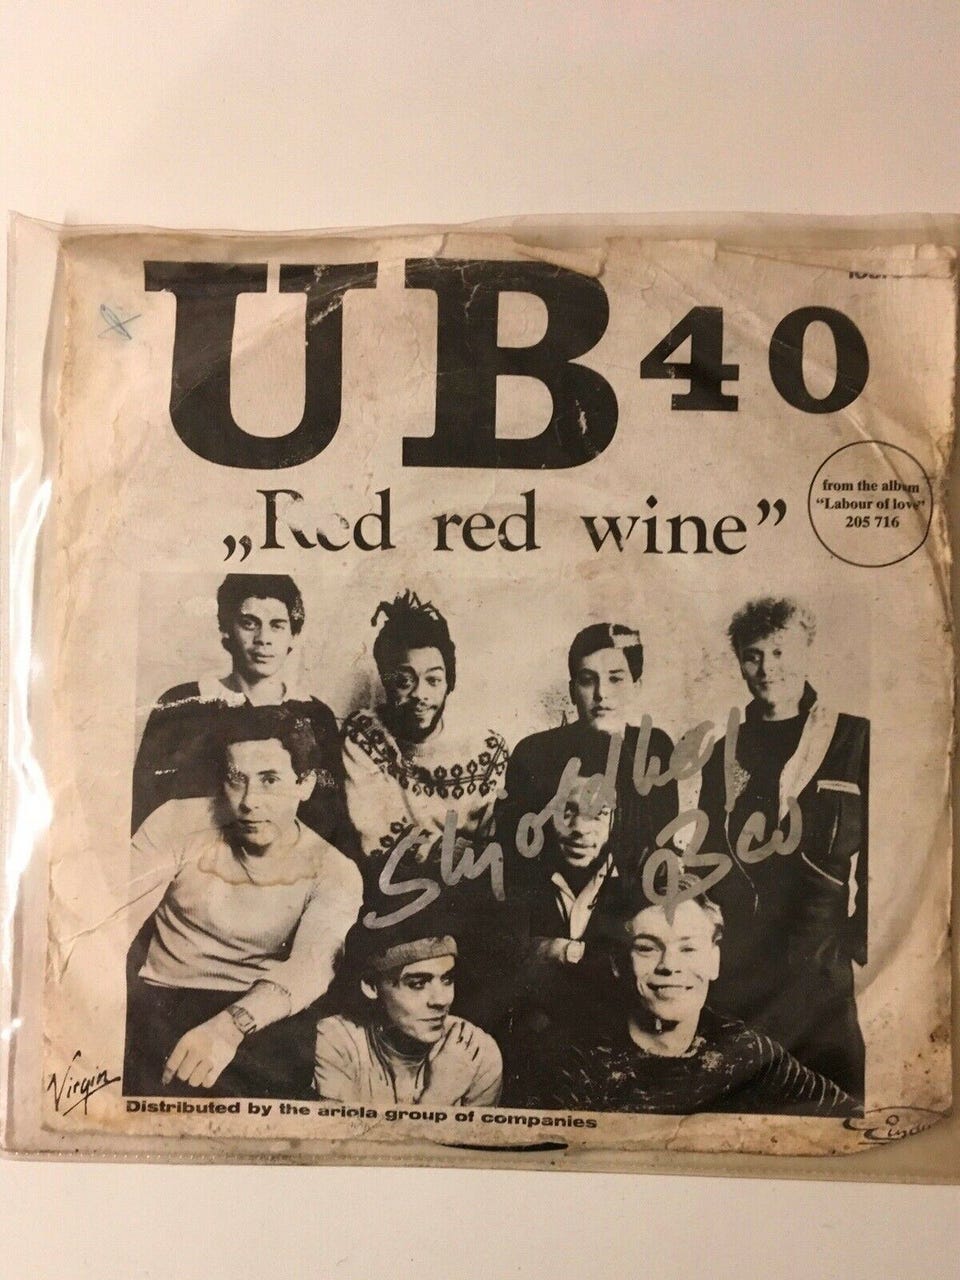 UB40
„Red red wine”
from the album
“Labour of love”
205 716
Virgin
Distributed by the ariola group of companies